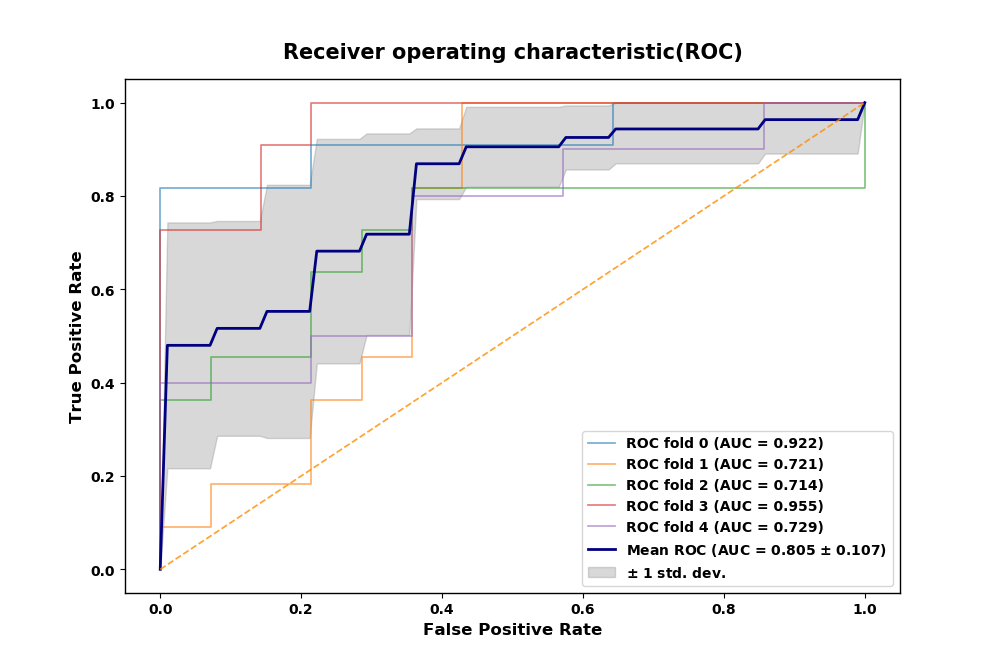 Receiver operating characteristic(ROC)
True Positive Rate
1.0
0.8
0.6
0.4
0.2
0.0
0.0 0.2 0.4 0.6 0.8 1.0
False Positive Rate
ROC fold 0 (AUC = 0.922)
ROC fold 1 (AUC = 0.721)
ROC fold 2 (AUC = 0.714)
ROC fold 3 (AUC = 0.955)
ROC fold 4 (AUC = 0.729)
Mean ROC (AUC = 0.805 ± 0.107)
± 1 std. dev.